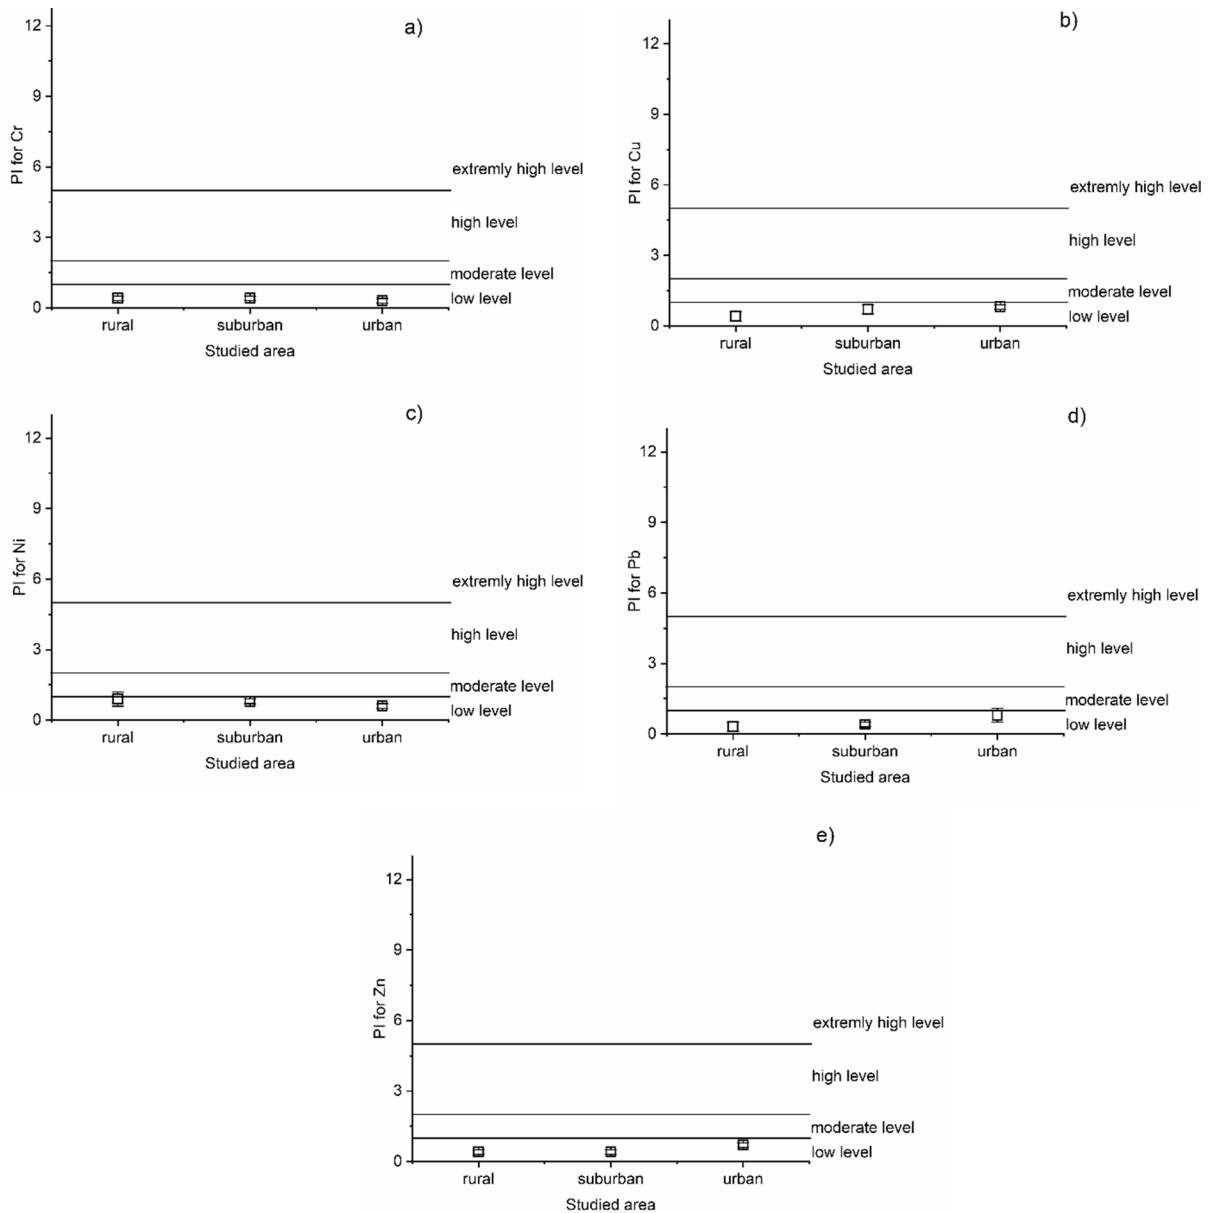 a)
PI for Cr
12
9
6
3
0
extremly high level
high level
moderate level
low level
rural suburban urban
Studied area
b)
PI for Cu
12
9
6
3
0
extremly high level
high level
moderate level
low level
rural suburban urban
Studied area
c)
PI for Ni
12
9
6
3
0
extremly high level
high level
moderate level
low level
rural suburban urban
Studied area
d)
PI for Pb
12
9
6
3
0
extremly high level
high level
moderate level
low level
rural suburban urban
Studied area
e)
PI for Zn
12
9
6
3
0
extremly high level
high level
moderate level
low level
rural suburban urban
Studied area